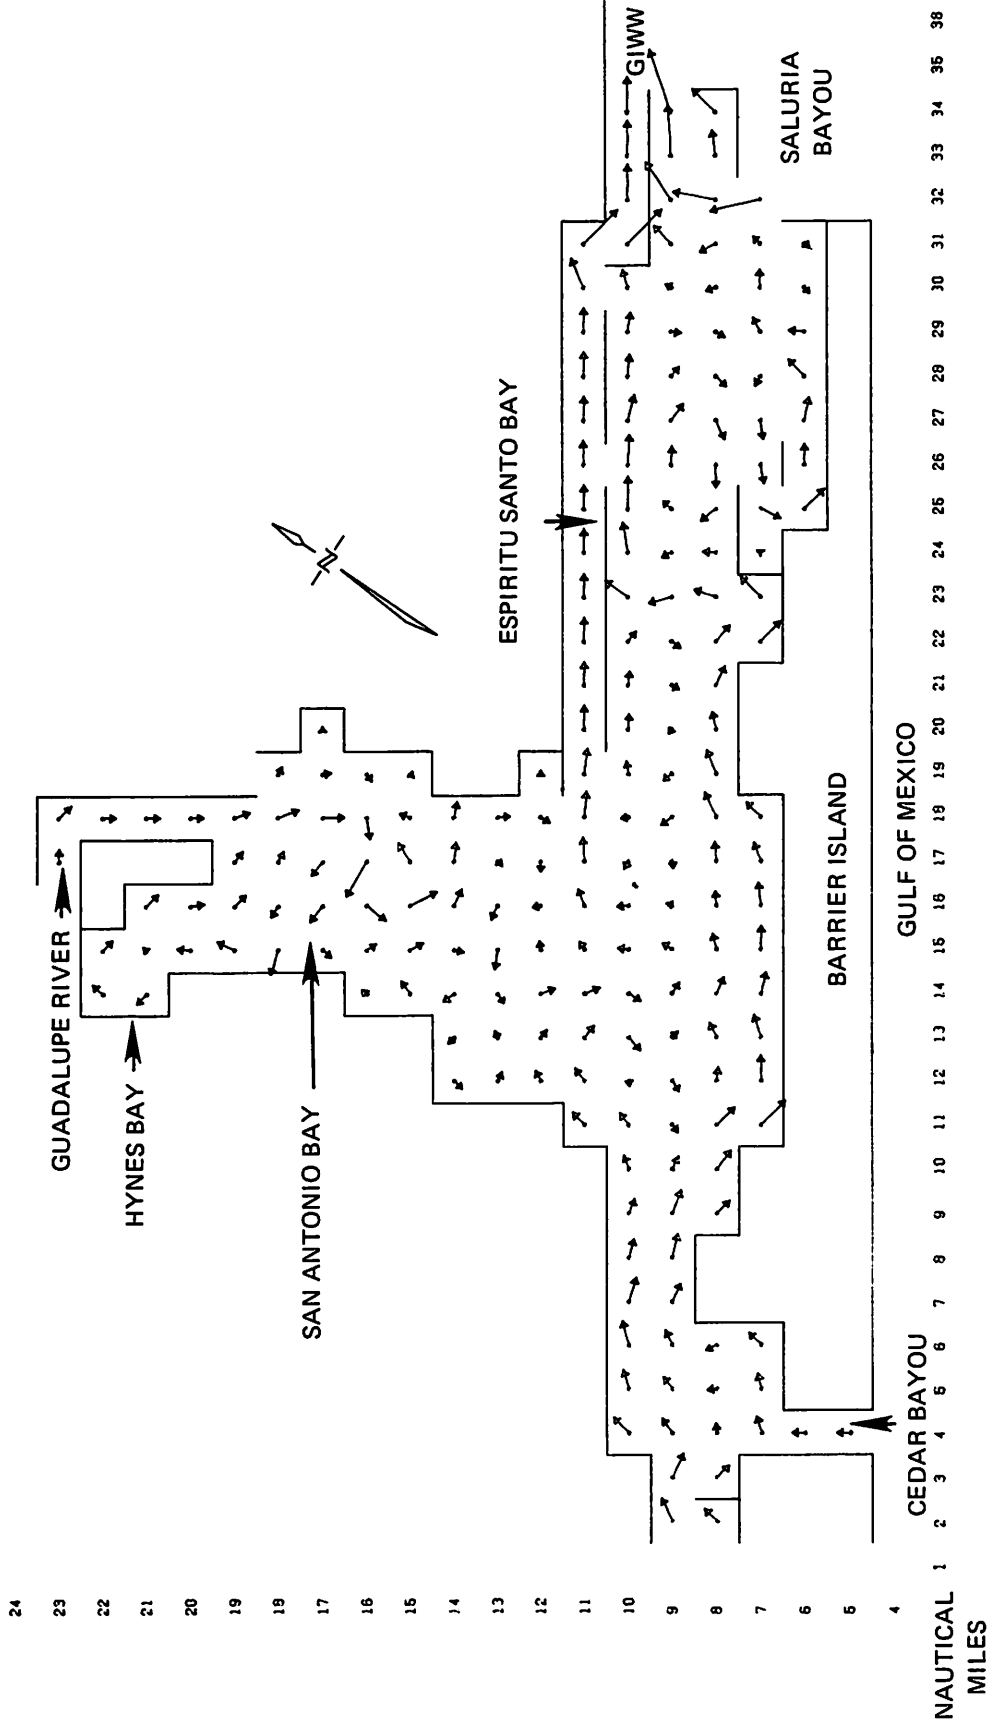 24
23
22
21
20
19
18
17
16
15
14
13
12
11
10
9
8
7
6
5
4
GUADALUPE RIVER
HYNES BAY
SAN ANTONIO BAY
N
ESPIRITU SANTO BAY
GIWW
SALURIA
BAYOU
BARRIER ISLAND
CEDAR BAYOU
GULF OF MEXICO
NAUTICAL 1 2 3 4 5 6 7 8 9 10 11 12 13 14 15 16 17 18 19 20 21 22 23 24 25 26 27 28 29 30 31 32 33 34 35 38
MILES